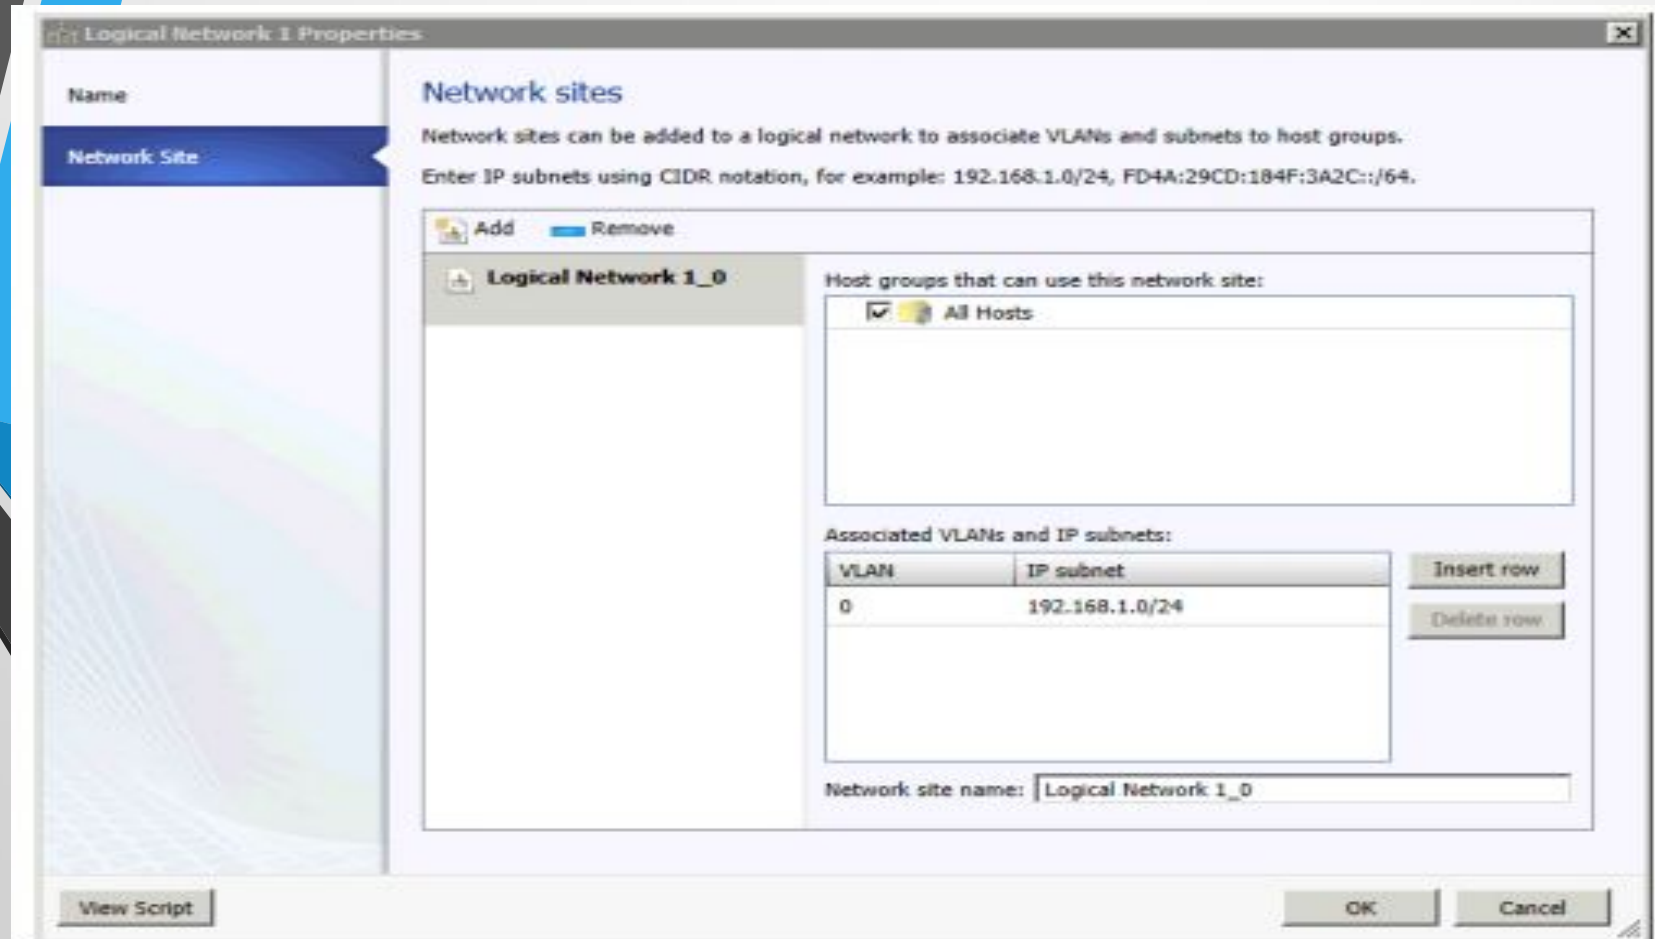 Logical Network 1 Properties
Name
Network Site
Network sites
Network sites can be added to a logical network to associate VLANs and subnets to host groups.
Enter IP subnets using CIDR notation, for example: 192.168.1.0/24, FD4A:29CD:184F:3A2C::/64.
Add Remove
Logical Network 1_0
Host groups that can use this network site:
All Hosts
Associated VLANs and IP subnets:
VLAN IP subnet
0 192.168.1.0/24
Insert row
Delete row
Network site name: Logical Network 1_0
View Script
OK Cancel